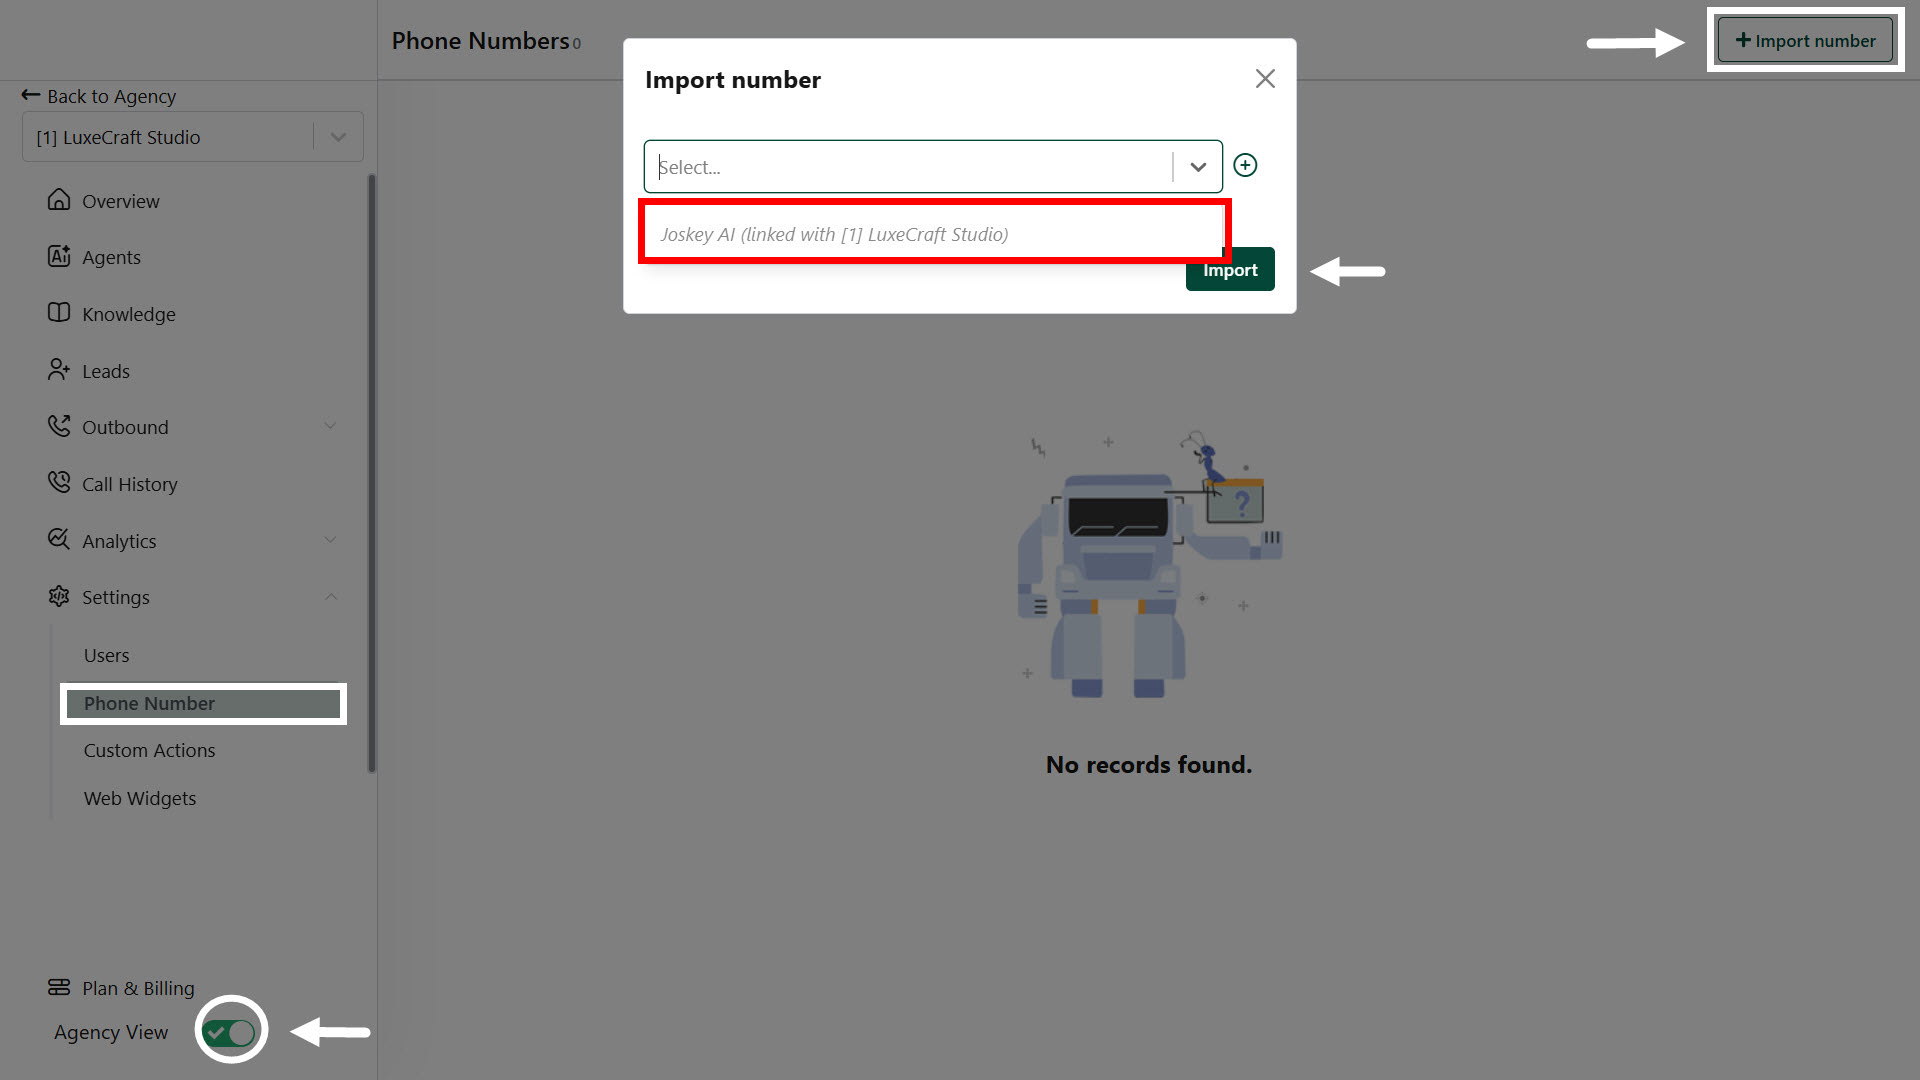 Phone Numbers 0
+ Import number
Import number
Back to Agency
[1] LuxeCraft Studio
Select...
Joskey AI (linked with [1] LuxeCraft Studio)
Import
Overview
Agents
Knowledge
Leads
Outbound
Call History
Analytics
Settings
Users
Phone Number
Custom Actions
Web Widgets
?
No records found.
Plan & Billing
Agency View